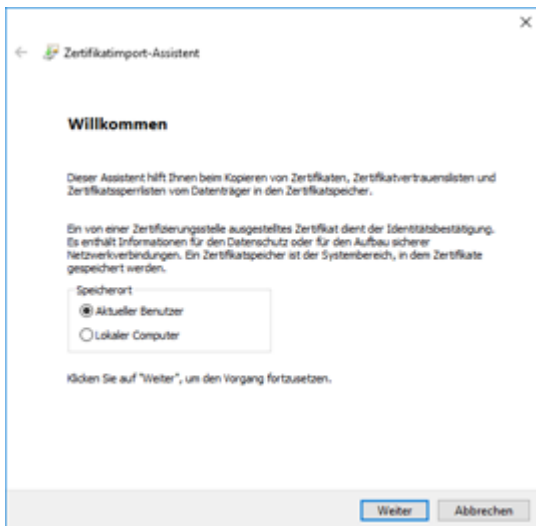 Zertifikatimport-Assistent
Willkommen
Dieser Assistent hilft Ihnen beim Kopieren von Zertifikaten, Zertifikatvertrauenslisten und
Zertifikatssperrlisten vom Datenträger in den Zertifikatspeicher.
Ein von einer Zertifizierungsstelle ausgestelltes Zertifikat dient der Identitätsbestätigung.
Es enthält Informationen für den Datenschutz oder für den Aufbau sicherer
Netzwerkverbindungen. Ein Zertifikatspeicher ist der Systembereich, in dem Zertifikate
gespeichert werden.
Speicherort
Aktueller Benutzer
Lokaler Computer
Klicken Sie auf "Weiter", um den Vorgang fortzusetzen.
Weiter Abbrechen